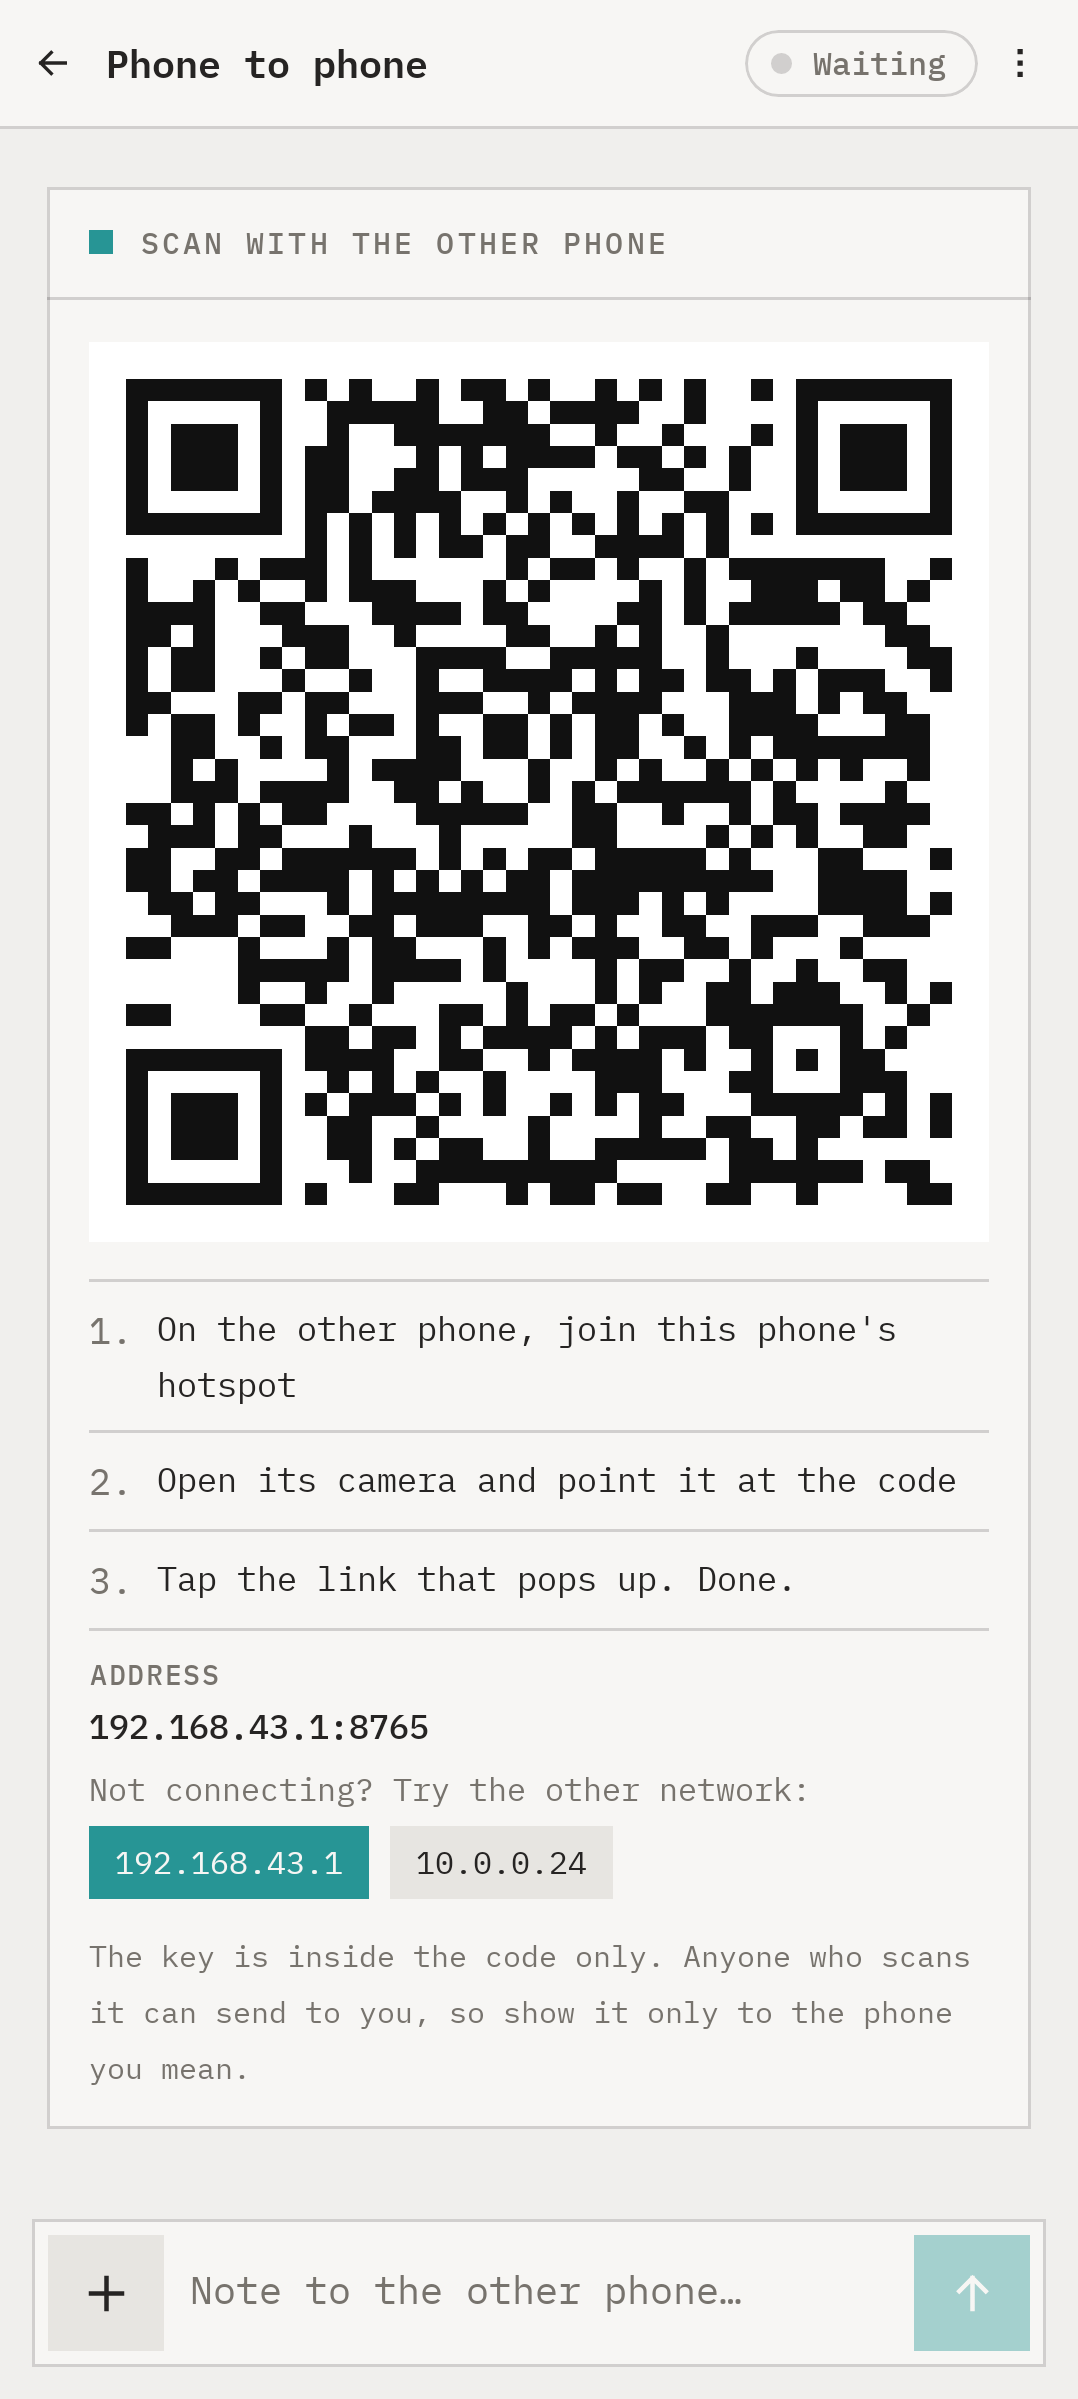 Phone to phone
Waiting
SCAN WITH THE OTHER PHONE
1. On the other phone, join this phone's
hotspot
2. Open its camera and point it at the code
3. Tap the link that pops up. Done.
ADDRESS
192.168.43.1:8765
Not connecting? Try the other network:
192.168.43.1 10.0.0.24
The key is inside the code only. Anyone who scans
it can send to you, so show it only to the phone
you mean.
Note to the other phone…